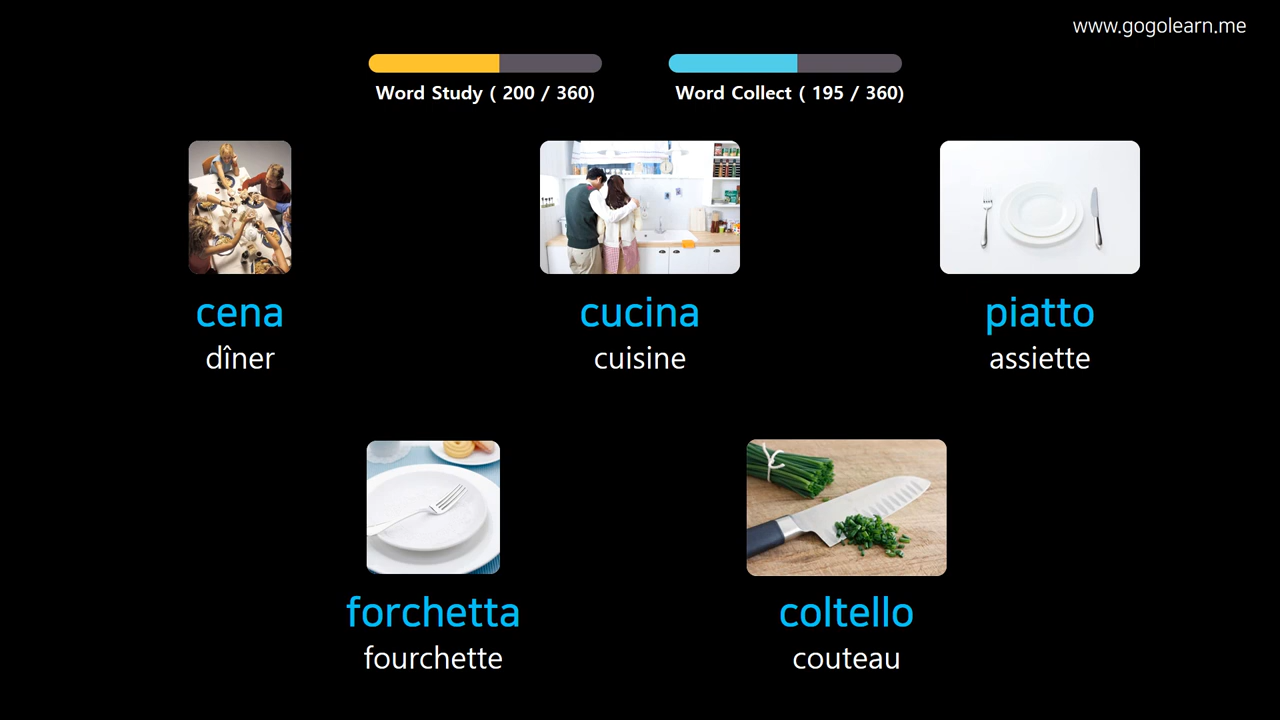 www.gogolearn.me
Word Study ( 200 / 360)
Word Collect ( 195 / 360)
cena
dîner
cucina
cuisine
piatto
assiette
forchetta
fourchette
coltello
couteau